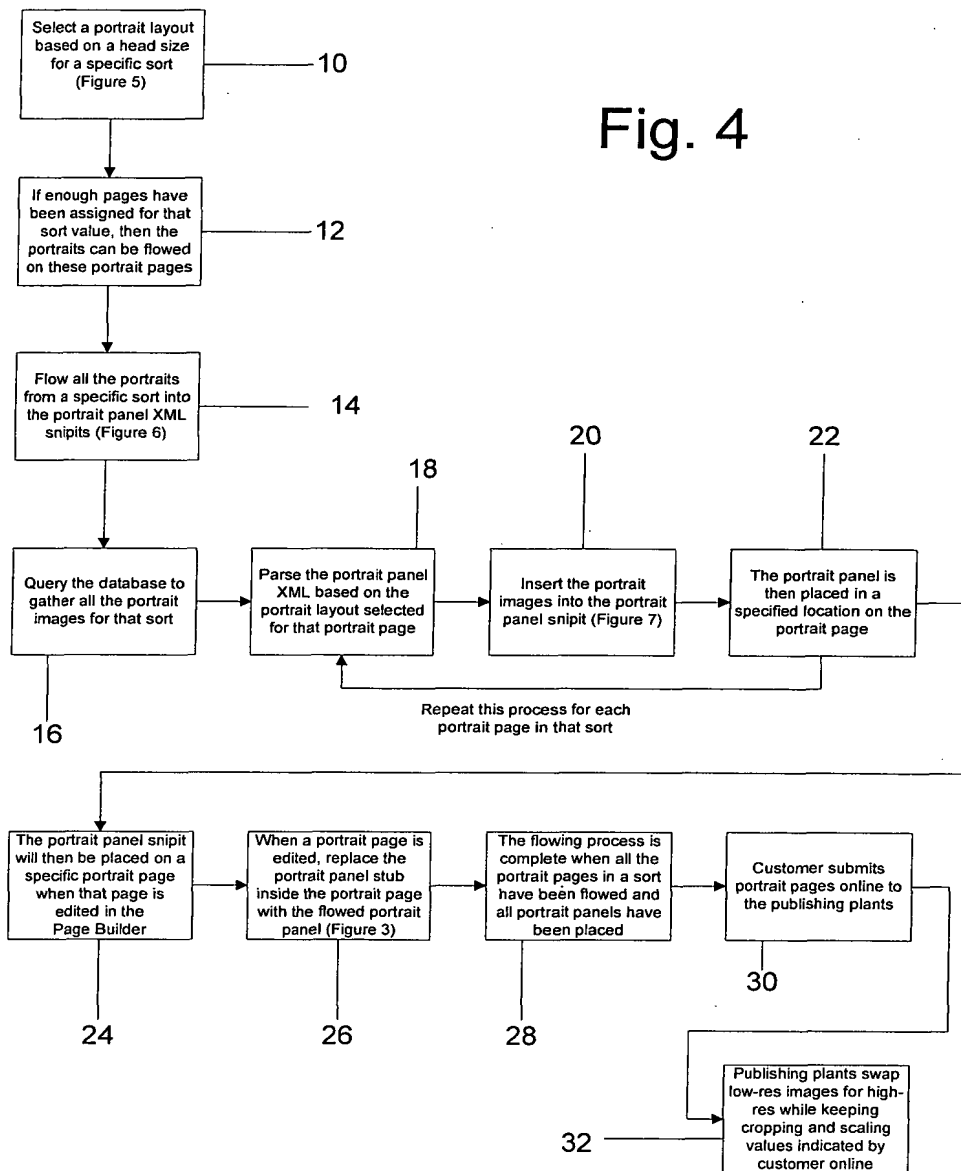 Fig. 4
Select a portrait layout
based on a head size
for a specific sort
(Figure 5)
10
If enough pages have
been assigned for that
sort value, then the
portraits can be flowed
on these portrait pages
12
Flow all the portraits
from a specific sort into
the portrait panel XML
snipits (Figure 6)
14
Query the database to
gather all the portrait
images for that sort
16
Parse the portrait panel
XML based on the
portrait layout selected
for that portrait page
18
Insert the portrait
images into the portrait
panel snipit (Figure 7)
20
The portrait panel is
then placed in a
specified location on the
portrait page
22
Repeat this process for each
portrait page in that sort
The portrait panel snipit
will then be placed on a
specific portrait page
when that page is
edited in the
Page Builder
24
When a portrait page is
edited, replace the
portrait panel stub
inside the portrait page
with the flowed portrait
panel (Figure 3)
26
The flowing process is
complete when all the
portrait pages in a sort
have been flowed and
all portrait panels have
been placed
28
Customer submits
portrait pages online to
the publishing plants
30
Publishing plants swap
low-res images for high-
res while keeping
cropping and scaling
values indicated by
customer online
32